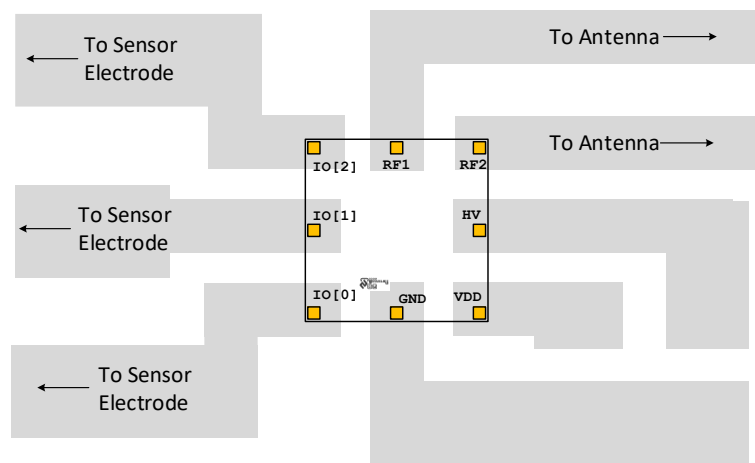 To Sensor
Electrode
To Antenna
To Antenna
IO[2]
RF1
RF2
To Sensor
Electrode
IO[1]
HV
IO[0]
GND
VDD
To Sensor
Electrode